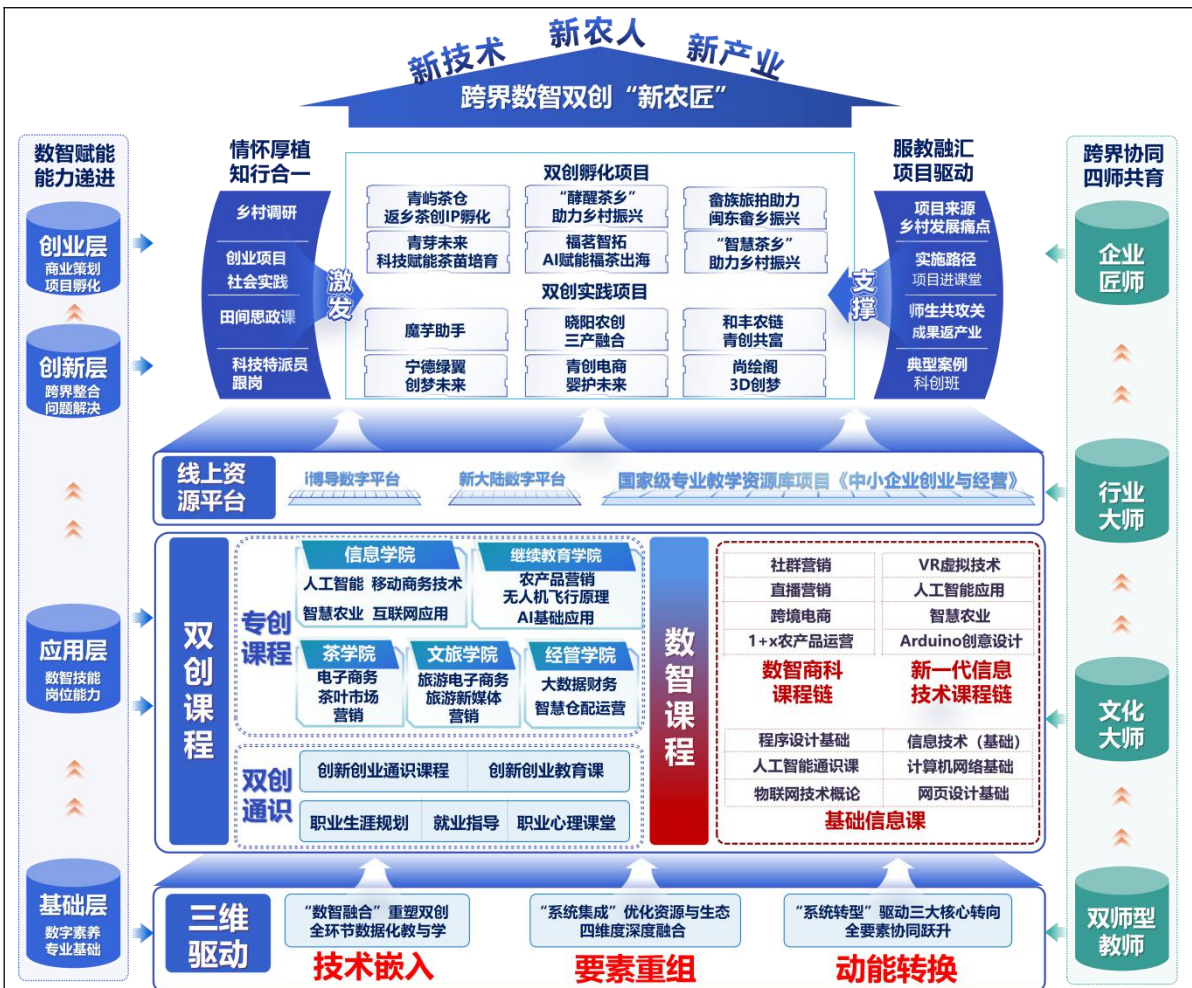 新技术
新农人
新产业
跨界数智双创“新农匠”
数智赋能
能力递进
创业层
商业策划
项目孵化
创新层
跨界整合
问题解决
应用层
数智技能
岗位能力
基础层
数字素养
专业基础
情怀厚植
知行合一
乡村调研
创业项目
社会实践
田间思政课
科技特派员
跟岗
激发
双创孵化项目
青屿茶仓
返乡茶创IP孵化
“酵醒茶乡”
助力乡村振兴
畲族旅拍助力
闽东畲乡振兴
青芽未来
科技赋能茶苗培育
福茗智拓
AI赋能福茶出海
“智慧茶乡”
助力乡村振兴
双创实践项目
魔芋助手
晓阳农创
三产融合
和丰农链
青创共富
宁德绿翼
创梦未来
青创电商
婴护未来
尚绘阁
3D创梦
支撑
服教融汇
项目驱动
项目来源
乡村发展痛点
实施路径
项目进课堂
师生共攻关
成果返产业
典型案例
科创班
跨界协同
四师共育
企业
匠师
行业
大师
文化
大师
双师型
教师
线上资
源平台
i博导数字平台
新大陆数字平台
国家级专业教学资源库项目《中小企业创业与经营》
双创课程
专创
课程
信息学院
人工智能 移动商务技术
智慧农业 互联网应用
继续教育学院
农产品营销
无人机飞行原理
AI基础应用
茶学院
电子商务
茶叶市场
营销
文旅学院
旅游电子商务
旅游新媒体
营销
经管学院
大数据财务
智慧仓配运营
双创
通识
创新创业通识课程
创新创业教育课
职业生涯规划
就业指导
职业心理课堂
数智课程
社群营销
直播营销
跨境电商
1+x农产品运营
数智商科
课程链
VR虚拟技术
人工智能应用
智慧农业
Arduino创意设计
新一代信息
技术课程链
程序设计基础
信息技术（基础）
人工智能通识课
计算机网络基础
物联网技术概论
网页设计基础
基础信息课
三维
驱动
“数智融合”重塑双创
全环节数据化教与学
技术嵌入
“系统集成”优化资源与生态
四维度深度融合
要素重组
“系统转型”驱动三大核心转向
全要素协同跃升
动能转换